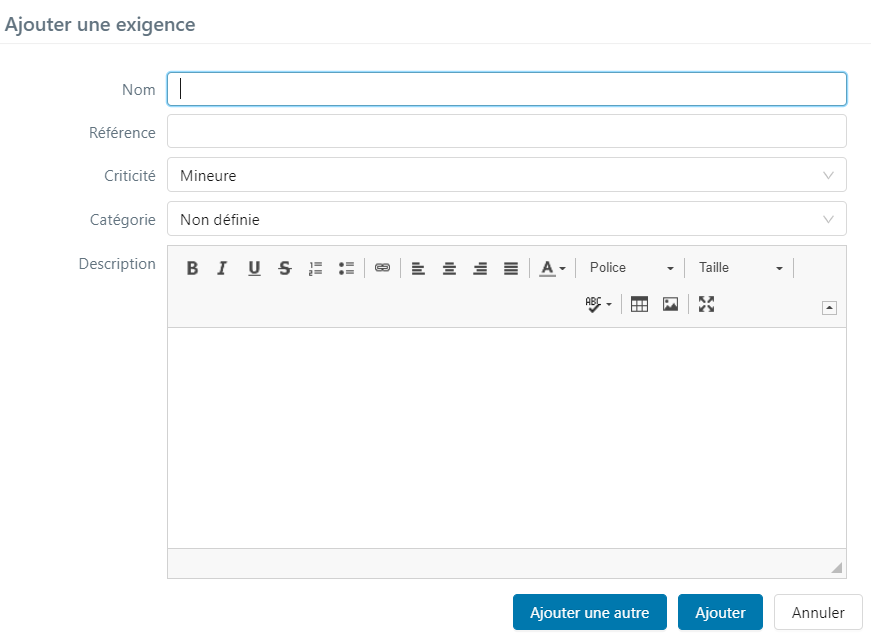 Ajouter une exigence
Nom
Référence
Criticité Mineure
Catégorie Non définie
Description B I U S A Police Taille
ABC
Ajouter une autre Ajouter Annuler